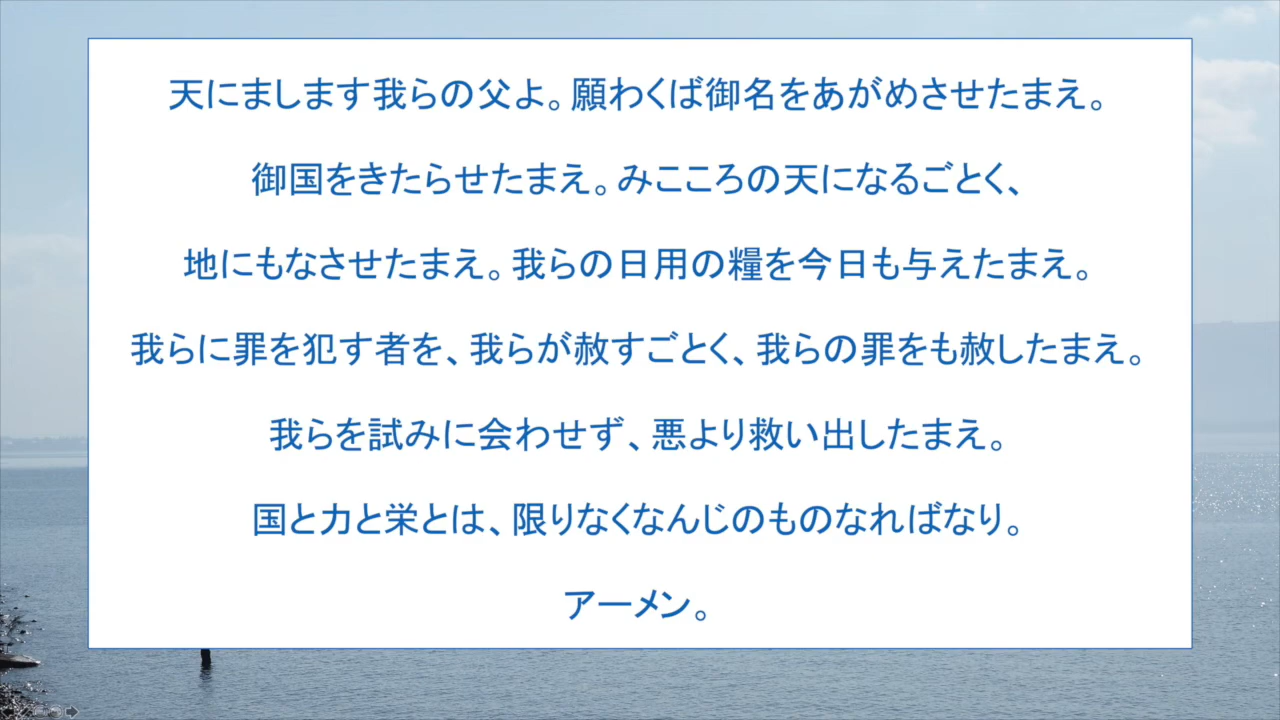 天にまします我らの父よ。願わくば御名をあがめさせたまえ。
御国をきたらせたまえ。みこころの天になるごとく、
地にもなさせたまえ。我らの日用の糧を今日も与えたまえ。
我らに罪を犯す者を、我らが赦すごとく、我らの罪をも赦したまえ。
我らを試みに会わせず、悪より救い出したまえ。
国と力と栄とは、限りなくなんじのものなればなり。
アーメン。